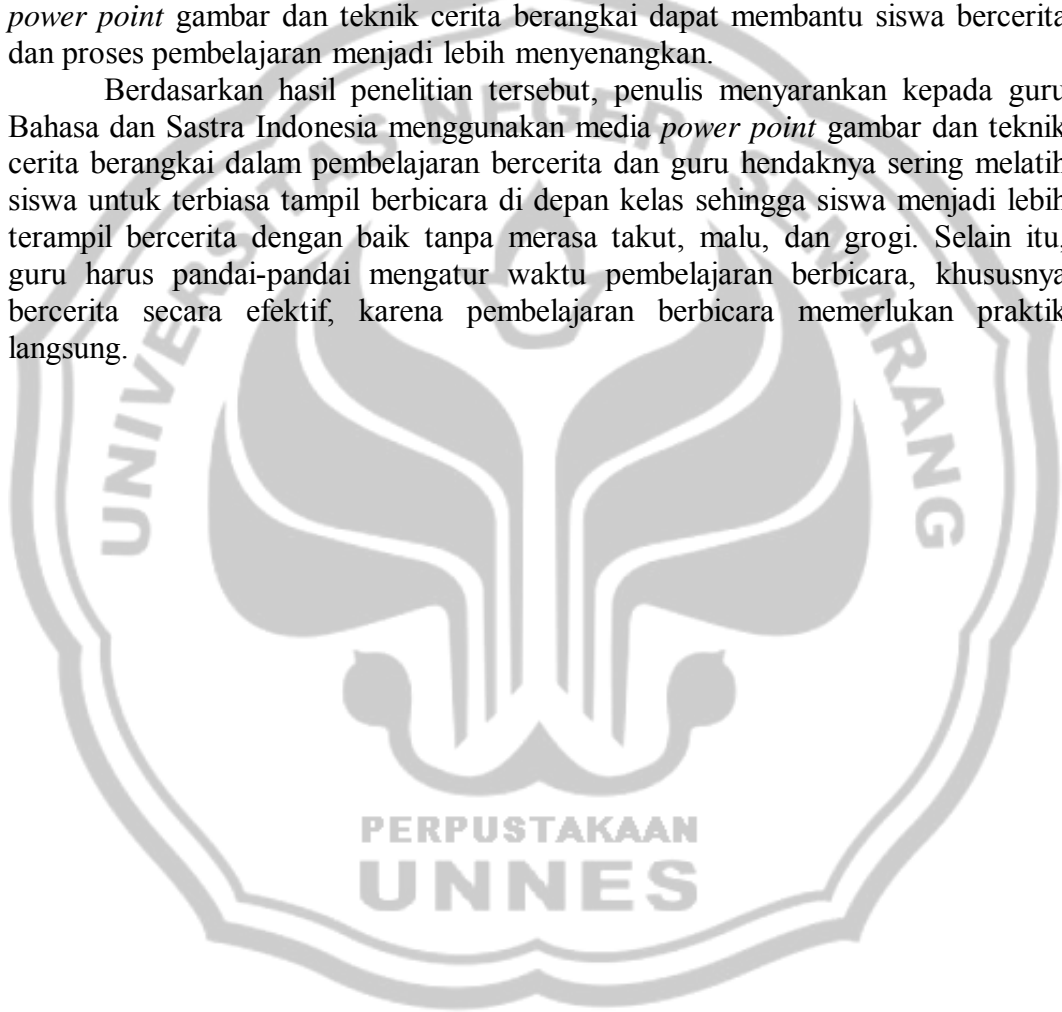 power point gambar dan teknik cerita berangkai dapat membantu siswa bercerita
dan proses pembelajaran menjadi lebih menyenangkan.
Berdasarkan hasil penelitian tersebut, penulis menyarankan kepada guru
Bahasa dan Sastra Indonesia menggunakan media power point gambar dan teknik
cerita berangkai dalam pembelajaran bercerita dan guru hendaknya sering melatih
siswa untuk terbiasa tampil berbicara di depan kelas sehingga siswa menjadi lebih
terampil bercerita dengan baik tanpa merasa takut, malu, dan grogi. Selain itu,
guru harus pandai-pandai mengatur waktu pembelajaran berbicara, khususnya
bercerita secara efektif, karena pembelajaran berbicara memerlukan praktik
langsung.
UNIVERSITAS NEGERI SEMARANG
PERPUSTAKAAN
UNNES